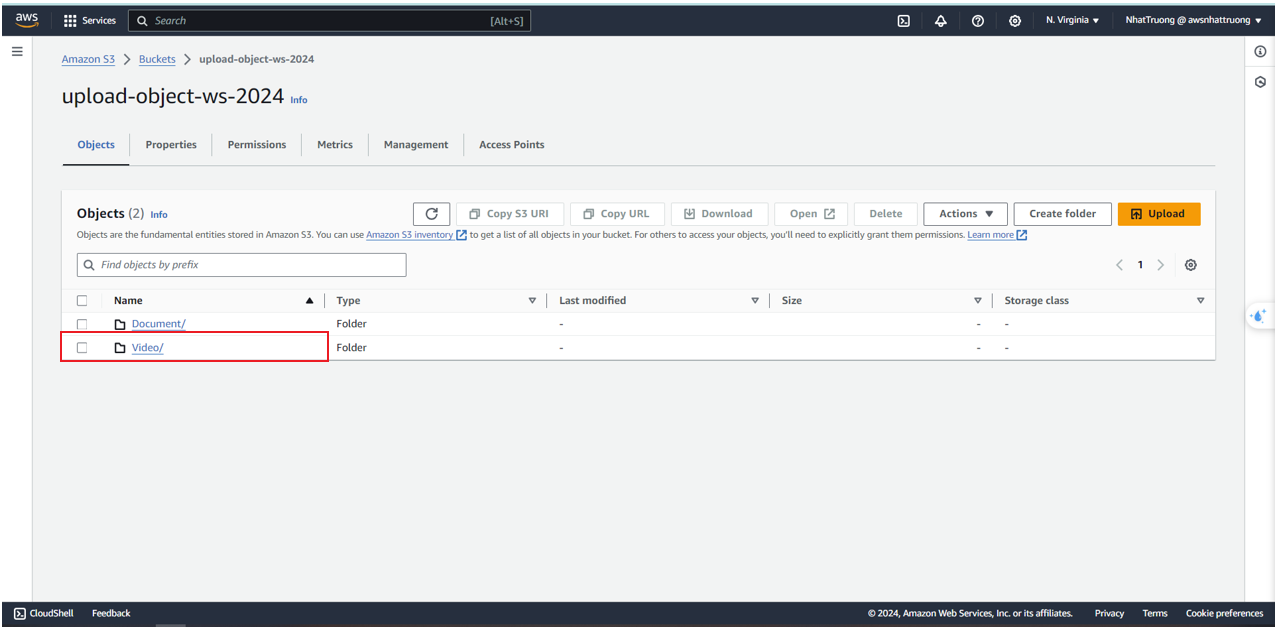 aws Services Search [Alt+S] N. Virginia ▼ NhatTruong @ awsnhattruong ▼
Amazon S3 > Buckets > upload-object-ws-2024
upload-object-ws-2024 Info
Objects Properties Permissions Metrics Management Access Points
Objects (2) Info Copy S3 URI Copy URL Download Open Delete Actions ▼ Create folder Upload
Objects are the fundamental entities stored in Amazon S3. You can use Amazon S3 inventory to get a list of all objects in your bucket. For others to access your objects, you'll need to explicitly grant them permissions. Learn more
Find objects by prefix < 1 >
Name ▲ Type ▽ Last modified ▽ Size ▽ Storage class ▽
Document/ Folder - - -
Video/ Folder - - -
CloudShell Feedback © 2024, Amazon Web Services, Inc. or its affiliates. Privacy Terms Cookie preferences